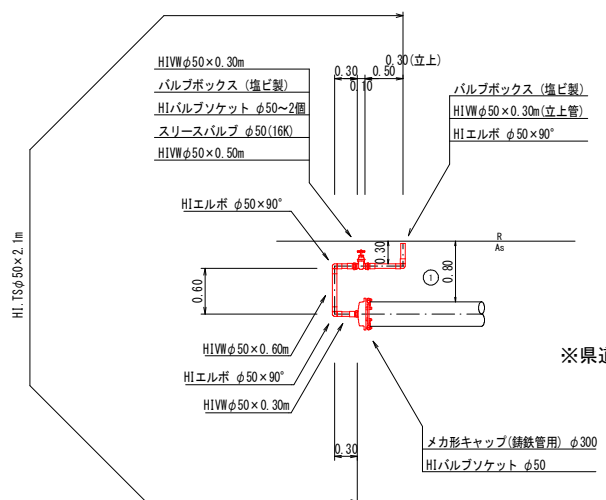 0.30(立上)
0.30 0.50
0.10
HIVWφ50×0.30m
バルブボックス (塩ビ製)
HIバルブソケット φ50~2個
スリースバルブ φ50(16K)
HIVWφ50×0.50m
バルブボックス (塩ビ製)
HIVWφ50×0.30m(立上管)
HIエルボ φ50×90°
HIエルボ φ50×90°
R
As
0.30
0.80
①
0.60
HI.TSφ50×2.1m
HIVWφ50×0.60m
HIエルボ φ50×90°
HIVWφ50×0.30m
※県道
0.30
メカ形キャップ(鋳鉄管用) φ300
HIバルブソケット φ50